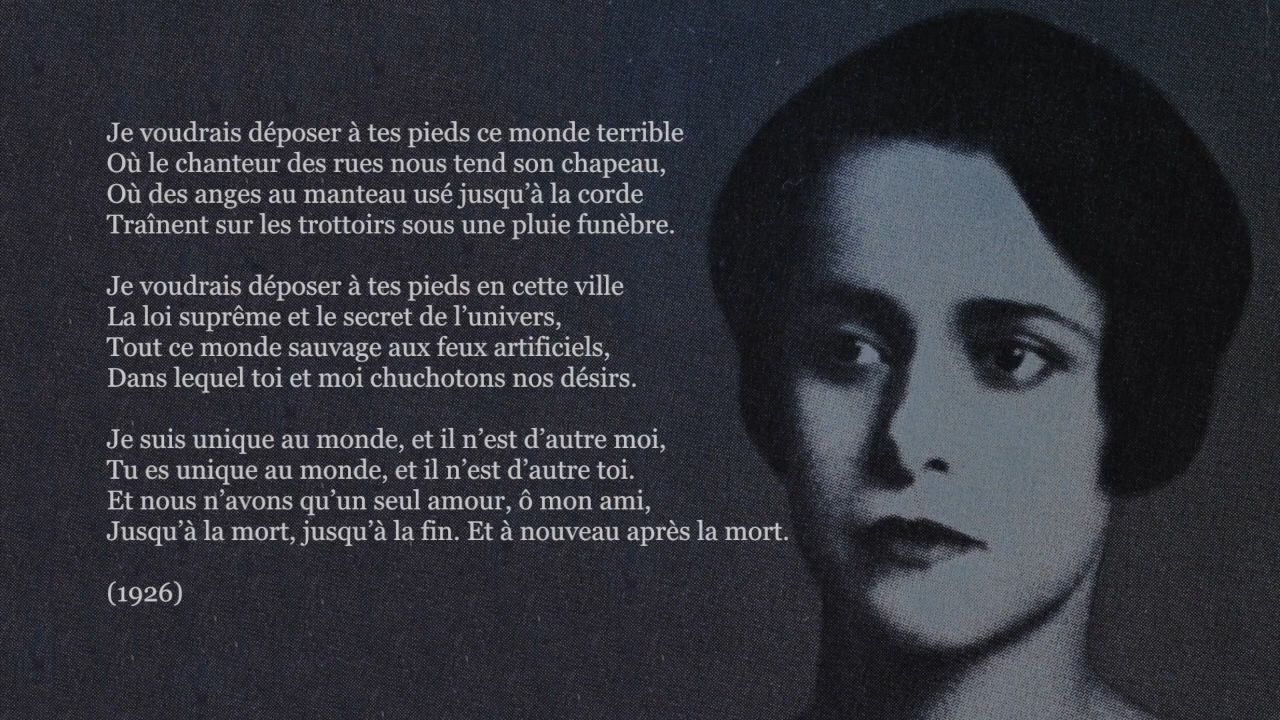 Je voudrais déposer à tes pieds ce monde terrible
Où le chanteur des rues nous tend son chapeau,
Où des anges au manteau usé jusqu’à la corde
Traînent sur les trottoirs sous une pluie funèbre.
Je voudrais déposer à tes pieds en cette ville
La loi suprême et le secret de l’univers,
Tout ce monde sauvage aux feux artificiels,
Dans lequel toi et moi chuchotons nos désirs.
Je suis unique au monde, et il n’est d’autre moi,
Tu es unique au monde, et il n’est d’autre toi.
Et nous n’avons qu’un seul amour, ô mon ami,
Jusqu’à la mort, jusqu’à la fin. Et à nouveau après la mort.
(1926)